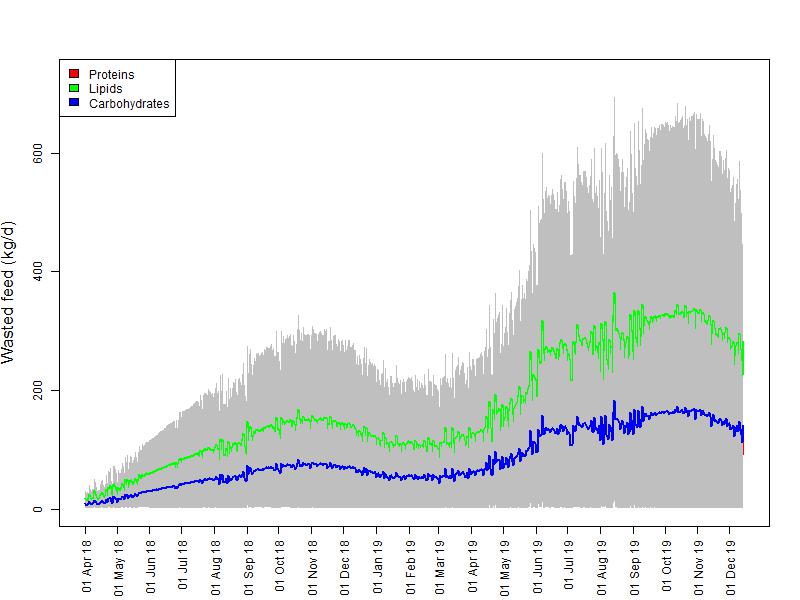 Proteins
Lipids
Carbohydrates
Wasted feed (kg/d)
600
400
200
0
01 Apr 18
01 May 18
01 Jun 18
01 Jul 18
01 Aug 18
01 Sep 18
01 Oct 18
01 Nov 18
01 Dec 18
01 Jan 19
01 Feb 19
01 Mar 19
01 Apr 19
01 May 19
01 Jun 19
01 Jul 19
01 Aug 19
01 Sep 19
01 Oct 19
01 Nov 19
01 Dec 19